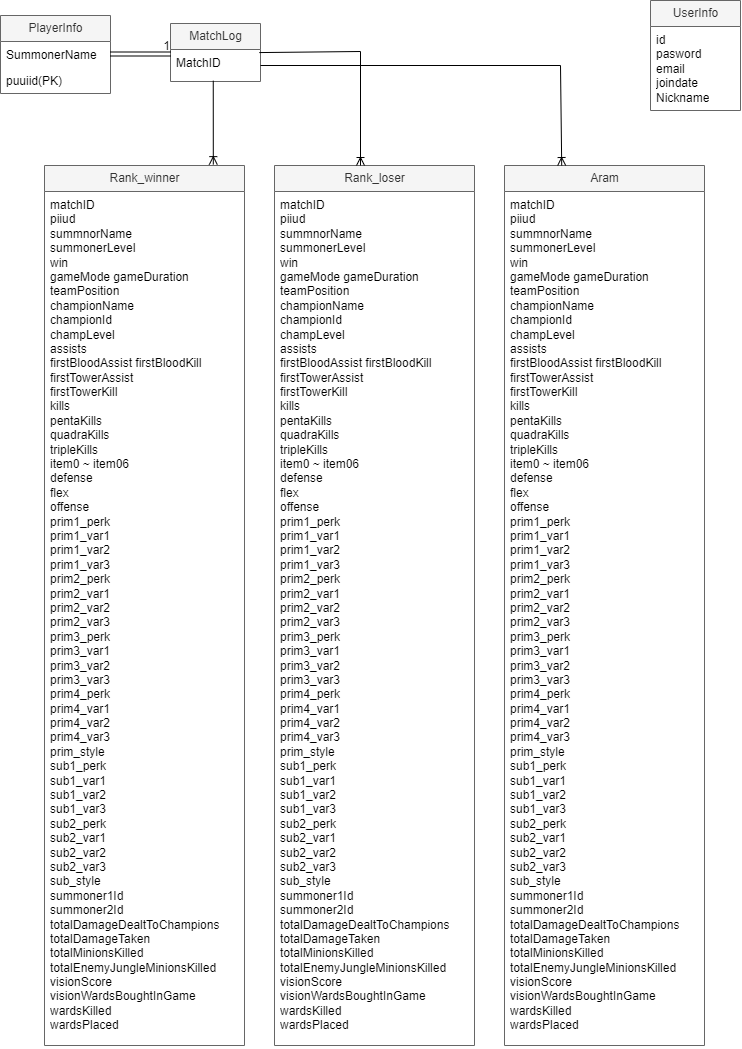 PlayerInfo
SummonerName
puuiid(PK)
1
MatchLog
MatchID
UserInfo
id
pasword
email
joindate
Nickname
Rank_winner
matchID
piiud
summnorName
summonerLevel
win
gameMode gameDuration
teamPosition
championName
championId
champLevel
assists
firstBloodAssist firstBloodKill
firstTowerAssist
firstTowerKill
kills
pentaKills
quadraKills
tripleKills
item0 ~ item06
defense
flex
offense
prim1_perk
prim1_var1
prim1_var2
prim1_var3
prim2_perk
prim2_var1
prim2_var2
prim2_var3
prim3_perk
prim3_var1
prim3_var2
prim3_var3
prim4_perk
prim4_var1
prim4_var2
prim4_var3
prim_style
sub1_perk
sub1_var1
sub1_var2
sub1_var3
sub2_perk
sub2_var1
sub2_var2
sub2_var3
sub_style
summoner1Id
summoner2Id
totalDamageDealtToChampions
totalDamageTaken
totalMinionsKilled
totalEnemyJungleMinionsKilled
visionScore
visionWardsBoughtInGame
wardsKilled
wardsPlaced
Rank_loser
matchID
piiud
summnorName
summonerLevel
win
gameMode gameDuration
teamPosition
championName
championId
champLevel
assists
firstBloodAssist firstBloodKill
firstTowerAssist
firstTowerKill
kills
pentaKills
quadraKills
tripleKills
item0 ~ item06
defense
flex
offense
prim1_perk
prim1_var1
prim1_var2
prim1_var3
prim2_perk
prim2_var1
prim2_var2
prim2_var3
prim3_perk
prim3_var1
prim3_var2
prim3_var3
prim4_perk
prim4_var1
prim4_var2
prim4_var3
prim_style
sub1_perk
sub1_var1
sub1_var2
sub1_var3
sub2_perk
sub2_var1
sub2_var2
sub2_var3
sub_style
summoner1Id
summoner2Id
totalDamageDealtToChampions
totalDamageTaken
totalMinionsKilled
totalEnemyJungleMinionsKilled
visionScore
visionWardsBoughtInGame
wardsKilled
wardsPlaced
Aram
matchID
piiud
summnorName
summonerLevel
win
gameMode gameDuration
teamPosition
championName
championId
champLevel
assists
firstBloodAssist firstBloodKill
firstTowerAssist
firstTowerKill
kills
pentaKills
quadraKills
tripleKills
item0 ~ item06
defense
flex
offense
prim1_perk
prim1_var1
prim1_var2
prim1_var3
prim2_perk
prim2_var1
prim2_var2
prim2_var3
prim3_perk
prim3_var1
prim3_var2
prim3_var3
prim4_perk
prim4_var1
prim4_var2
prim4_var3
prim_style
sub1_perk
sub1_var1
sub1_var2
sub1_var3
sub2_perk
sub2_var1
sub2_var2
sub2_var3
sub_style
summoner1Id
summoner2Id
totalDamageDealtToChampions
totalDamageTaken
totalMinionsKilled
totalEnemyJungleMinionsKilled
visionScore
visionWardsBoughtInGame
wardsKilled
wardsPlaced